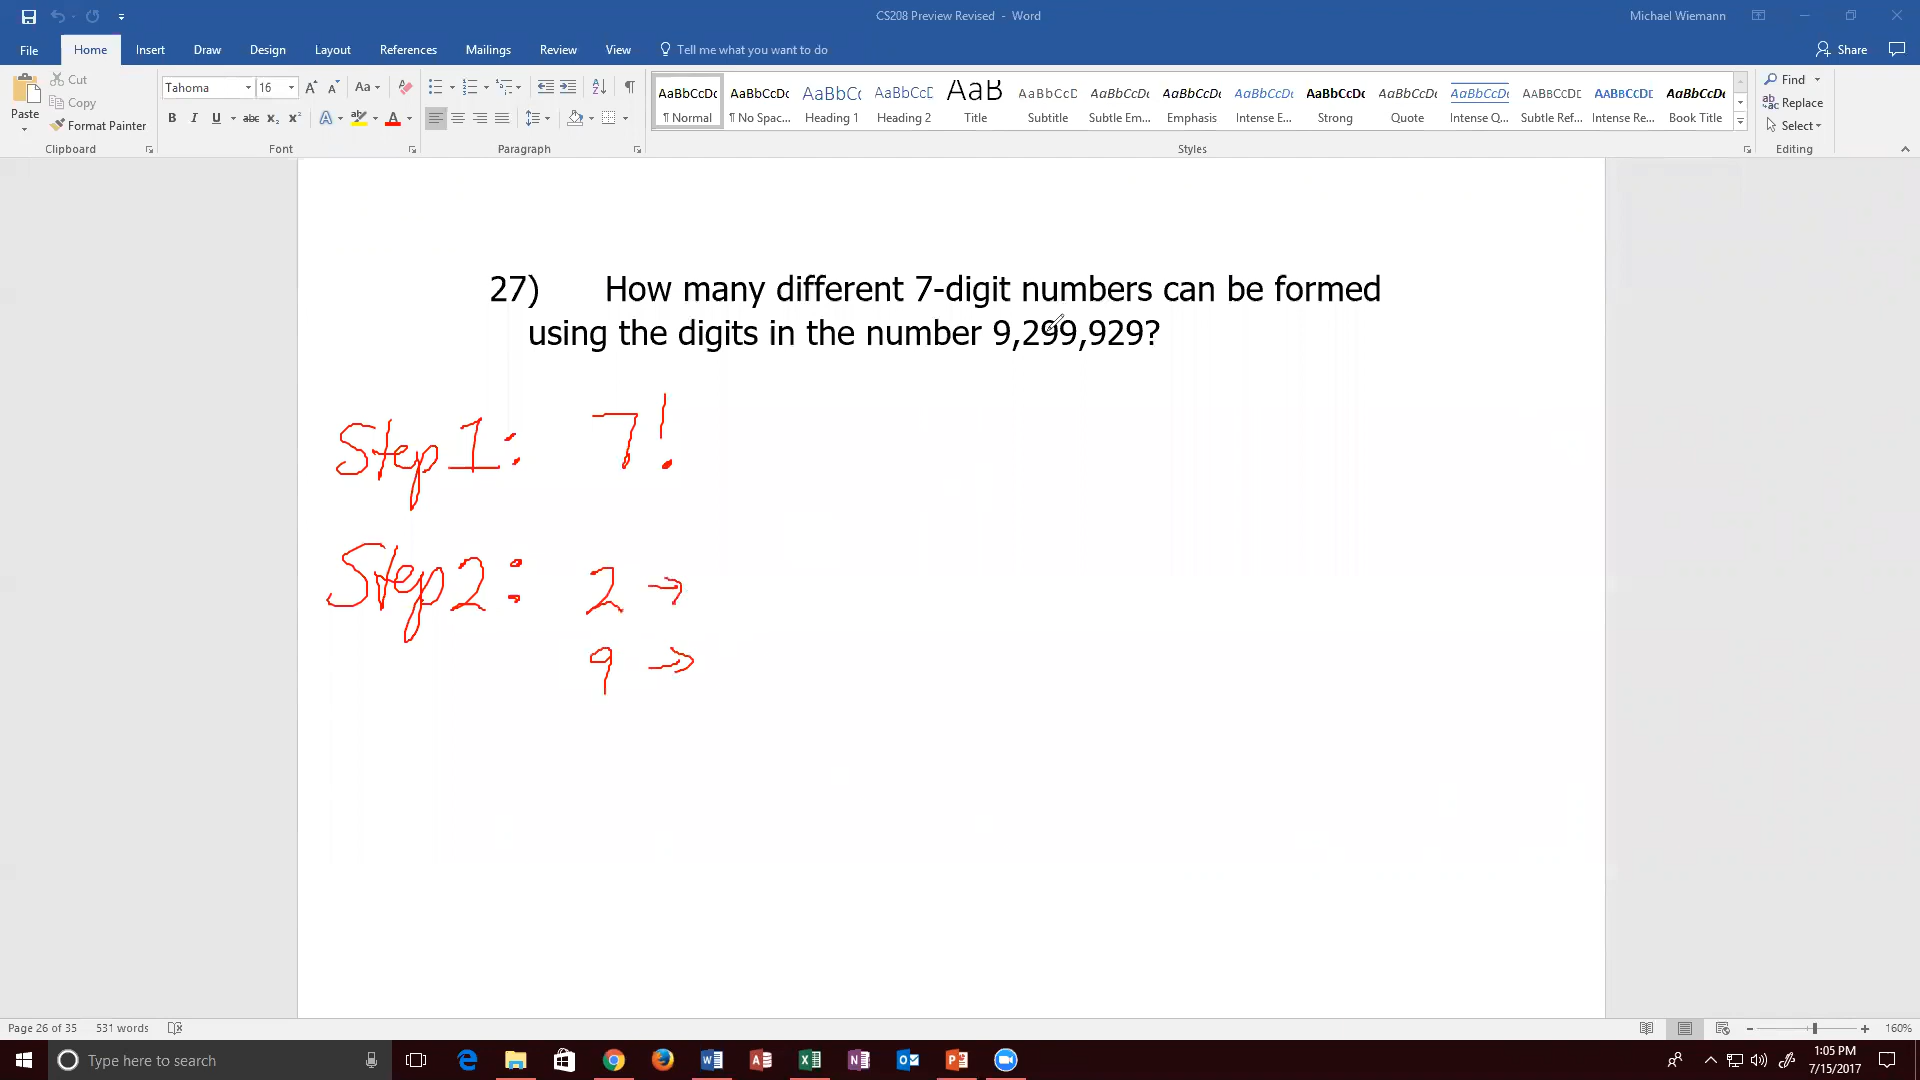 CS208 Preview Revised - Word
Michael Wiemann
File Home Insert Draw Design Layout References Mailings Review View Tell me what you want to do Share
Paste
Cut
Copy
Format Painter
Clipboard
Tahoma 16
Aa
B I U abc X₂ X² A A
Font
Paragraph
AaBbCcDc AaBbCcDc AaBbCc AaBbCcD AaB AaBbCcD AaBbCcDc AaBbCcDc AaBbCcDc AaBbCcDc AaBbCcDc AaBbCcDc AABBCCDE AABBCCDE AaBbCcDc
¶ Normal ¶ No Spac... Heading 1 Heading 2 Title Subtitle Subtle Em... Emphasis Intense E... Strong Quote Intense Q... Subtle Ref... Intense Re... Book Title
Styles
Find
Replace
Select
Editing
27) How many different 7-digit numbers can be formed
using the digits in the number 9,299,929?
Step 1: 7!
Step 2: 2 →
9 →
Page 26 of 35 531 words 160%
Type here to search
1:05 PM
7/15/2017